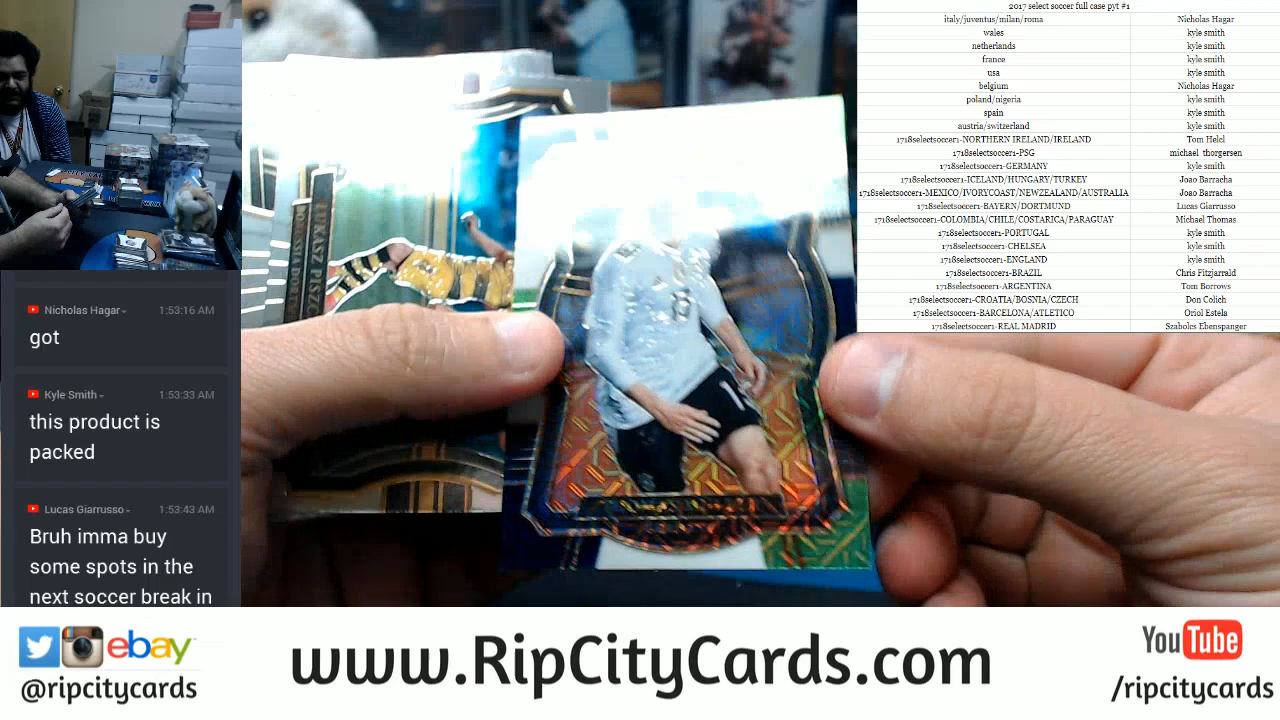 2017 select soccer full case pyt #1
italy/juventus/milan/roma Nicholas Hagar
wales kyle smith
netherlands kyle smith
france kyle smith
usa kyle smith
belgium Nicholas Hagar
poland/nigeria kyle smith
spain kyle smith
austria/switzerland kyle smith
1718selectsoccer1-NORTHERN IRELAND/IRELAND Tom Helel
1718selectsoccer1-PSG michael thorgersen
1718selectsoccer1-GERMANY kyle smith
1718selectsoccer1-ICELAND/HUNGARY/TURKEY Joao Barracha
1718selectsoccer1-MEXICO/IVORYCOAST/NEWZEALAND/AUSTRALIA Joao Barracha
1718selectsoccer1-BAYERN/DORTMUND Lucas Giarrusso
1718selectsoccer1-COLOMBIA/CHILE/COSTARICA/PARAGUAY Michael Thomas
1718selectsoccer1-PORTUGAL kyle smith
1718selectsoccer1-CHELSEA kyle smith
1718selectsoccer1-ENGLAND kyle smith
1718selectsoccer1-BRAZIL Chris Fitzjarrald
1718selectsoccer1-ARGENTINA Tom Borrows
1718selectsoccer1-CROATIA/BOSNIA/CZECH Don Colich
1718selectsoccer1-BARCELONA/ATLETICO Oriol Estela
1718selectsoccer1-REAL MADRID Szabolcs Ebenspanger
Nicholas Hagar 1:53:16 AM
got
Kyle Smith 1:53:33 AM
this product is
packed
Lucas Giarrusso 1:53:43 AM
Bruh imma buy
some spots in the
next soccer break in
ebay
@ripcitycards
www.RipCityCards.com
YouTube
/ripcitycards